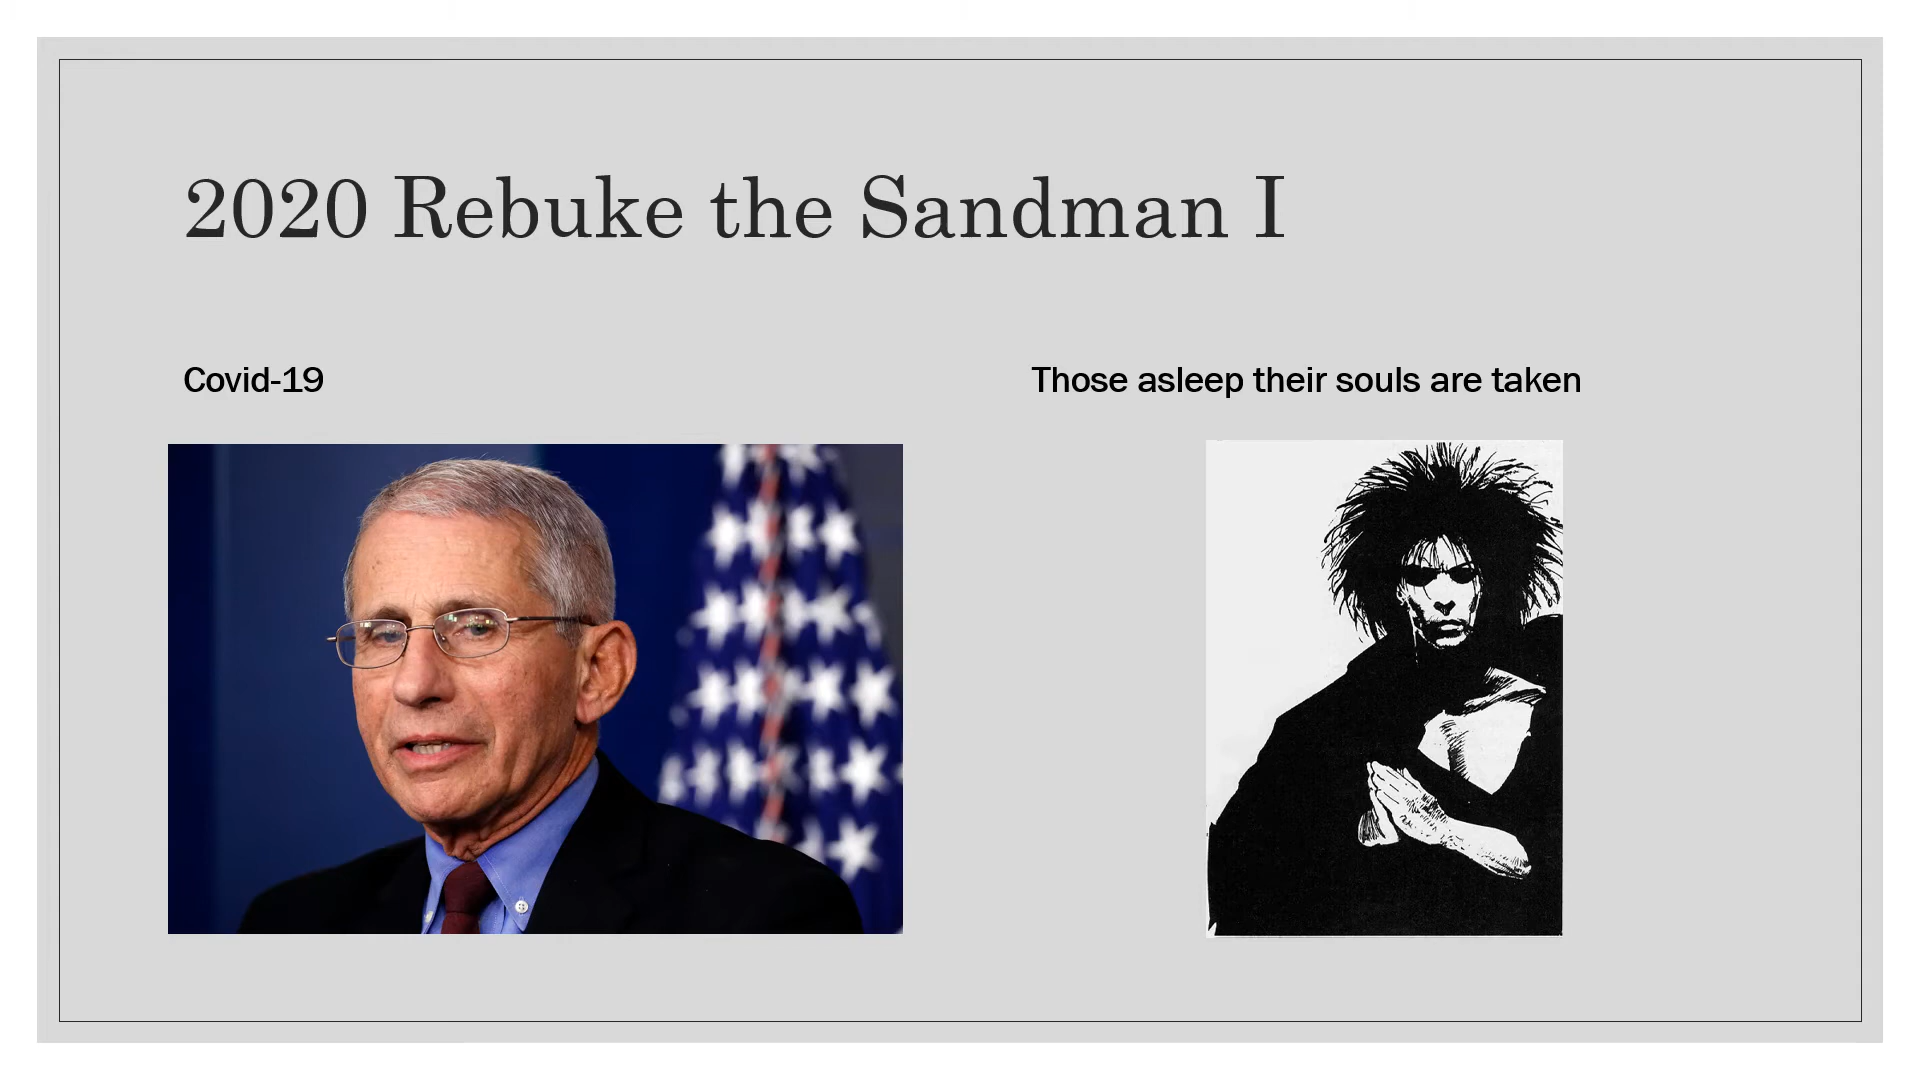 2020 Rebuke the Sandman I
Covid-19
Those asleep their souls are taken